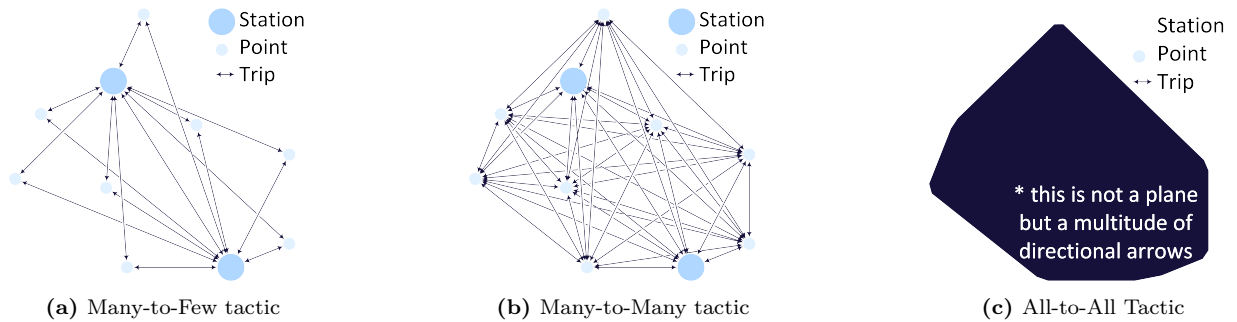 Station
Point
Trip
(a) Many-to-Few tactic
Station
Point
Trip
(b) Many-to-Many tactic
Station
Point
Trip
* this is not a plane
but a multitude of
directional arrows
(c) All-to-All Tactic